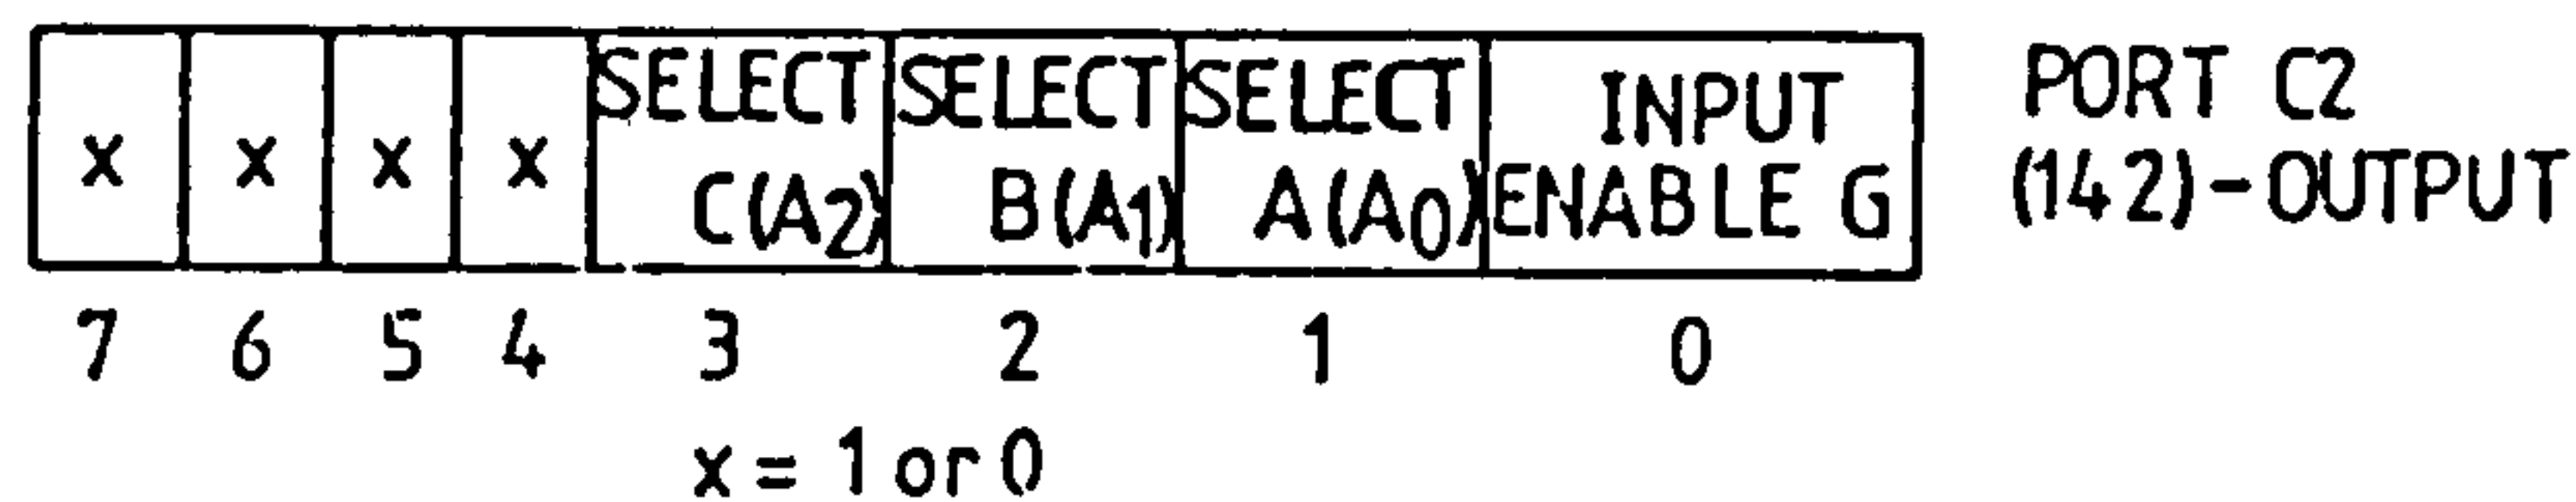 x x x x SELECT C(A2) SELECT B(A1) SELECT A(A0) INPUT ENABLE G
PORT C2
(142)-OUTPUT
7 6 5 4 3 2 1 0
x = 1 or 0